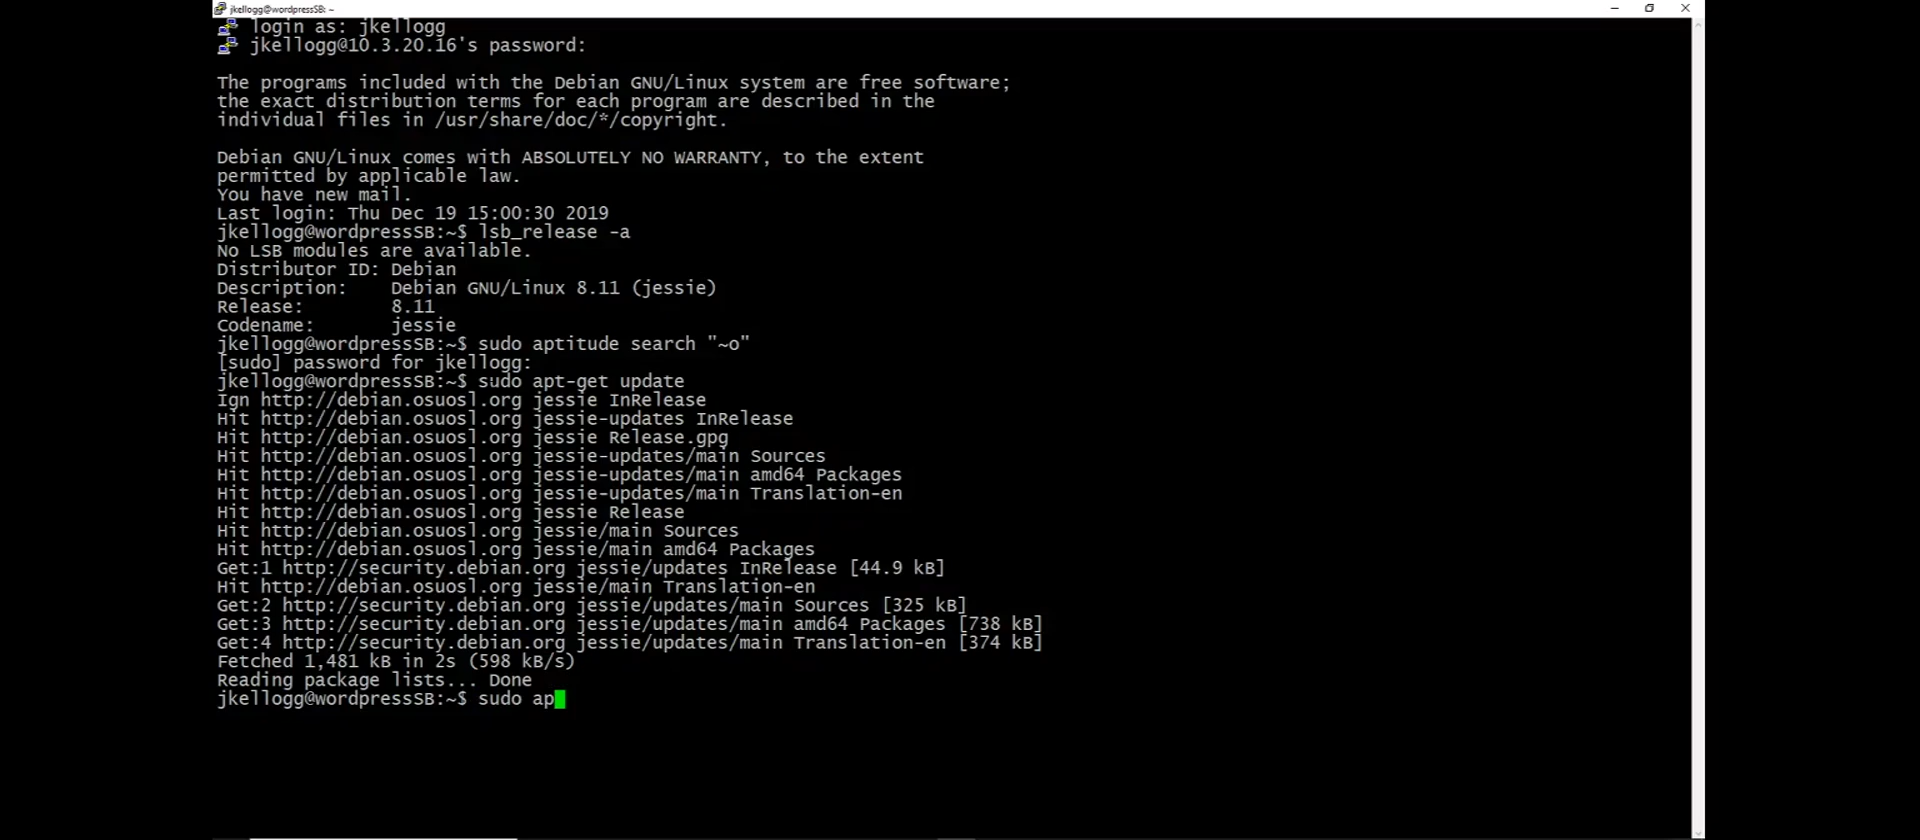 jkellogg@wordpressSB: ~
login as: jkellogg
jkellogg@10.3.20.16's password:
The programs included with the Debian GNU/Linux system are free software;
the exact distribution terms for each program are described in the
individual files in /usr/share/doc/*/copyright.
Debian GNU/Linux comes with ABSOLUTELY NO WARRANTY, to the extent
permitted by applicable law.
You have new mail.
Last login: Thu Dec 19 15:00:30 2019
jkellogg@wordpressSB:~$ lsb_release -a
No LSB modules are available.
Distributor ID: Debian
Description:    Debian GNU/Linux 8.11 (jessie)
Release:        8.11
Codename:       jessie
jkellogg@wordpressSB:~$ sudo aptitude search "~o"
[sudo] password for jkellogg:
jkellogg@wordpressSB:~$ sudo apt-get update
Ign http://debian.osuosl.org jessie InRelease
Hit http://debian.osuosl.org jessie-updates InRelease
Hit http://debian.osuosl.org jessie Release.gpg
Hit http://debian.osuosl.org jessie-updates/main Sources
Hit http://debian.osuosl.org jessie-updates/main amd64 Packages
Hit http://debian.osuosl.org jessie-updates/main Translation-en
Hit http://debian.osuosl.org jessie Release
Hit http://debian.osuosl.org jessie/main Sources
Hit http://debian.osuosl.org jessie/main amd64 Packages
Get:1 http://security.debian.org jessie/updates InRelease [44.9 kB]
Hit http://debian.osuosl.org jessie/main Translation-en
Get:2 http://security.debian.org jessie/updates/main Sources [325 kB]
Get:3 http://security.debian.org jessie/updates/main amd64 Packages [738 kB]
Get:4 http://security.debian.org jessie/updates/main Translation-en [374 kB]
Fetched 1,481 kB in 2s (598 kB/s)
Reading package lists... Done
jkellogg@wordpressSB:~$ sudo ap